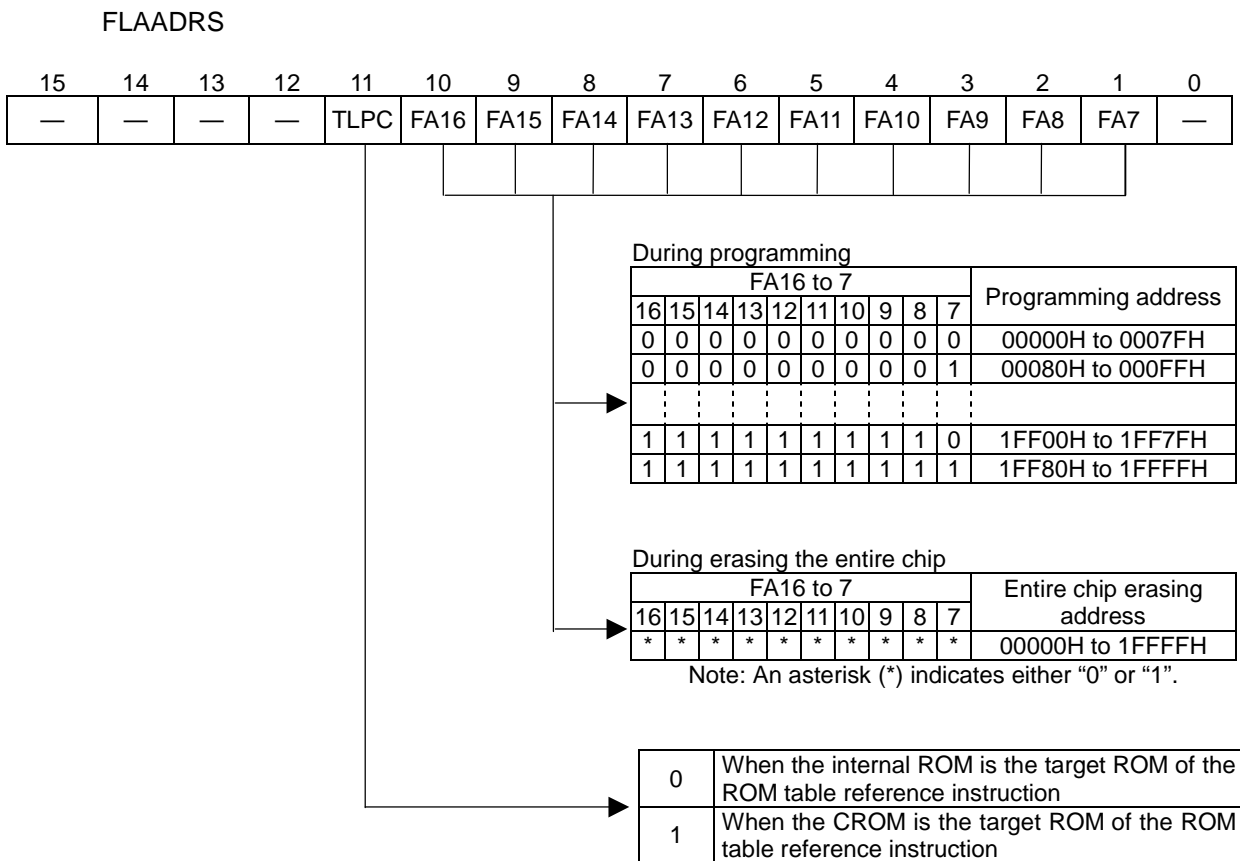 FLAADRS
15 14 13 12 11 10 9 8 7 6 5 4 3 2 1 0
— — — — TLPC FA16 FA15 FA14 FA13 FA12 FA11 FA10 FA9 FA8 FA7 —
During programming
FA16 to 7
Programming address
16 15 14 13 12 11 10 9 8 7
0 0 0 0 0 0 0 0 0 0 00000H to 0007FH
0 0 0 0 0 0 0 0 0 1 00080H to 000FFH
1 1 1 1 1 1 1 1 1 0 1FF00H to 1FF7FH
1 1 1 1 1 1 1 1 1 1 1FF80H to 1FFFFH
During erasing the entire chip
FA16 to 7
Entire chip erasing
address
16 15 14 13 12 11 10 9 8 7
* * * * * * * * * * 00000H to 1FFFFH
Note: An asterisk (*) indicates either “0” or “1”.
0
When the internal ROM is the target ROM of the
ROM table reference instruction
1
When the CROM is the target ROM of the ROM
table reference instruction